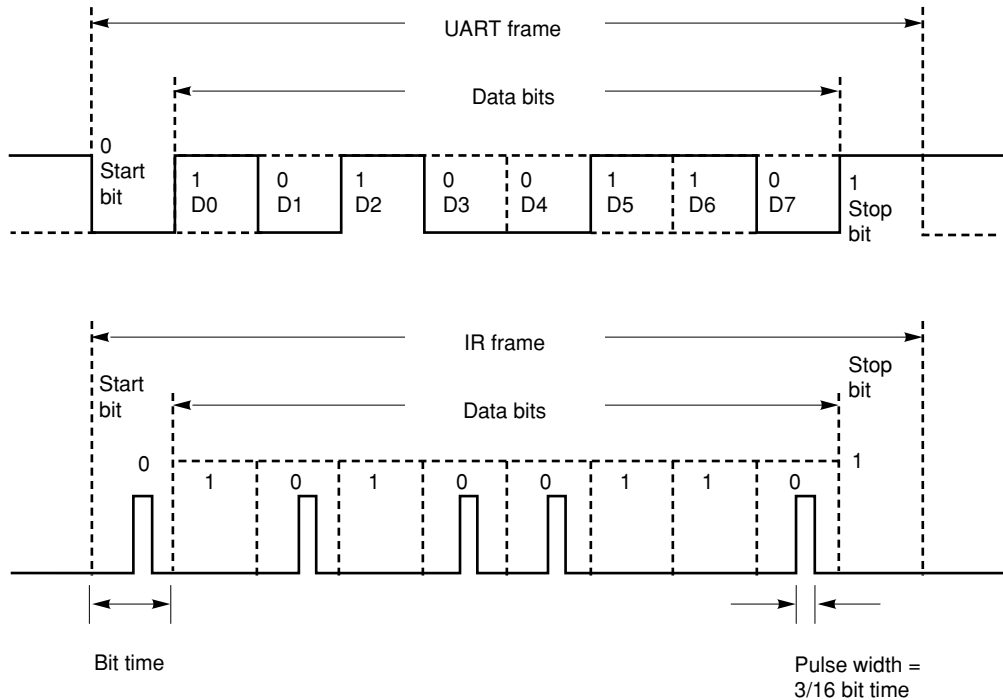 UART frame
Data bits
0
Start
bit
1
D0
0
D1
1
D2
0
D3
0
D4
1
D5
1
D6
0
D7
1
Stop
bit
IR frame
Start
bit
Stop
bit
Data bits
0
1
0
1
0
0
1
1
0
1
Bit time
Pulse width =
3/16 bit time